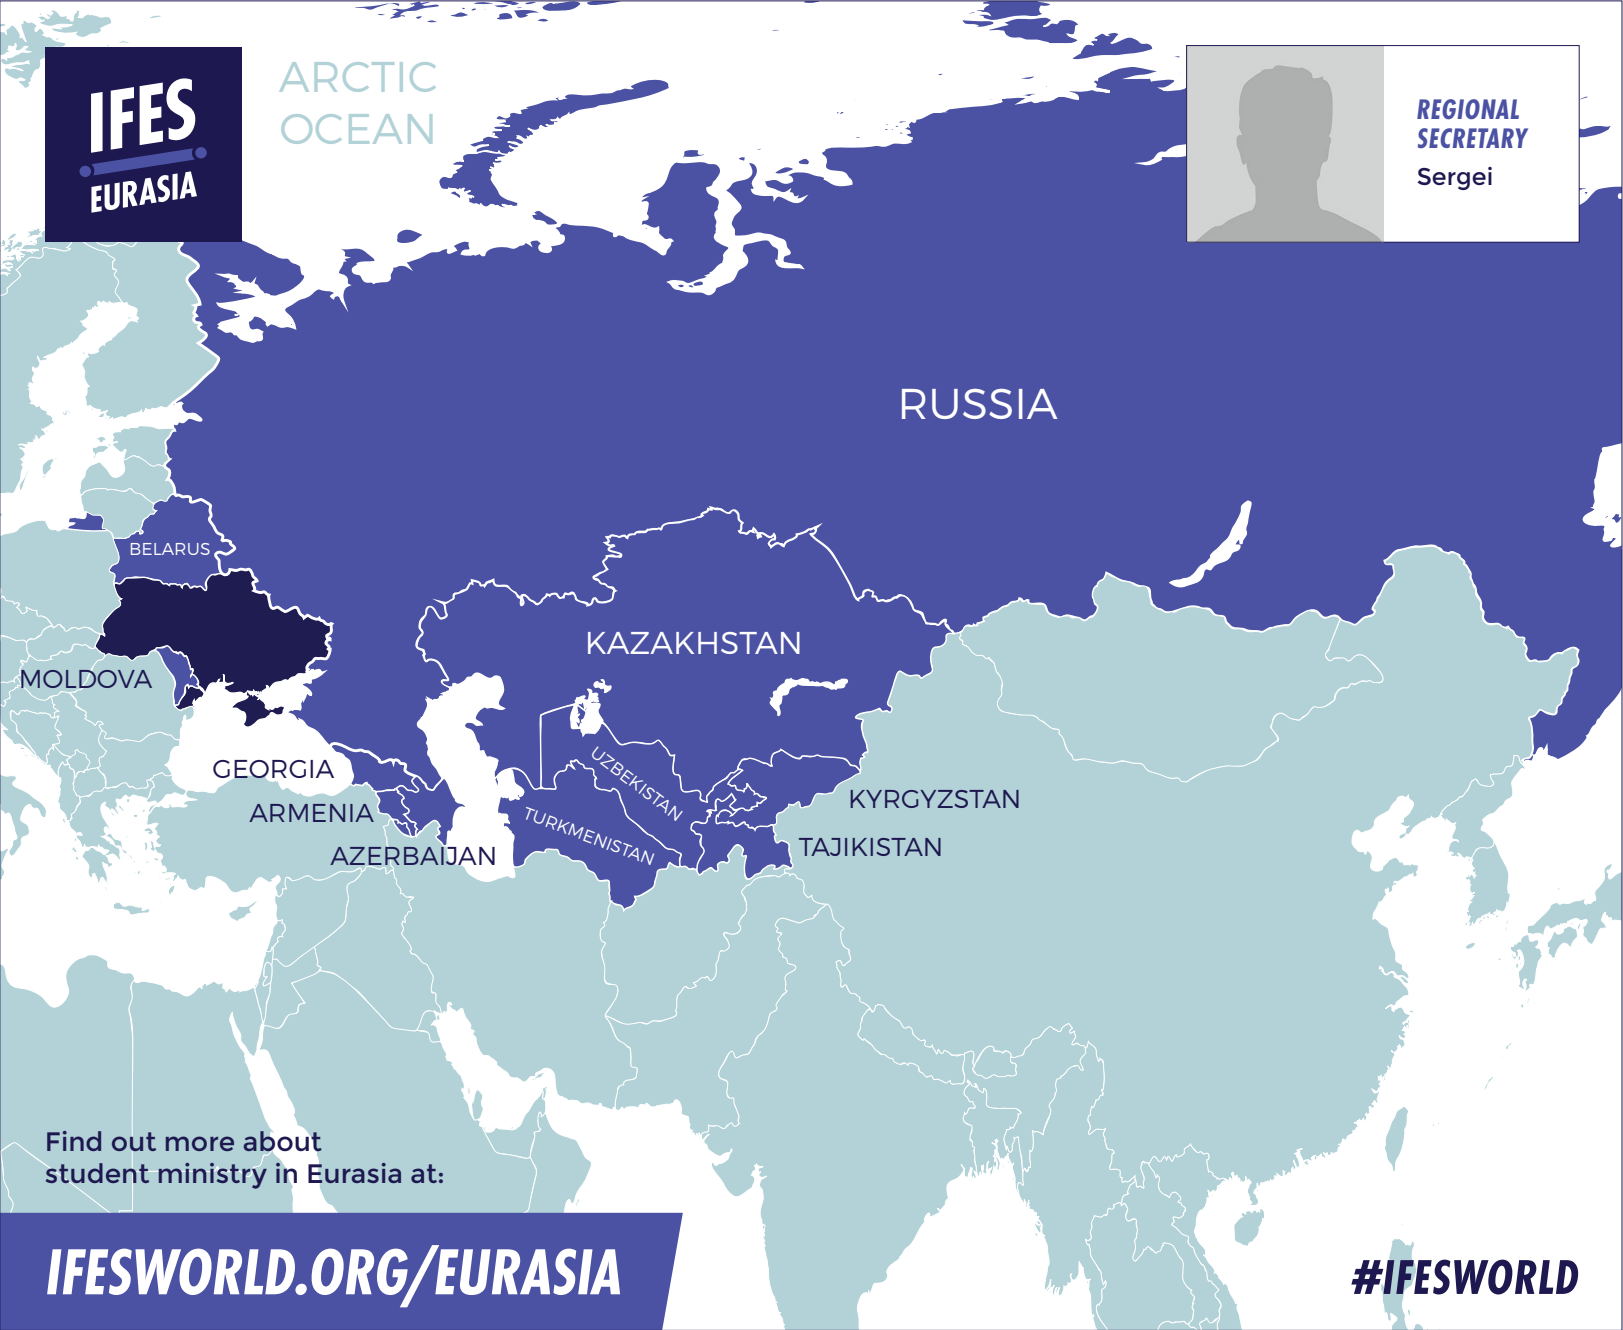 IFES
EURASIA
ARCTIC
OCEAN
REGIONAL
SECRETARY
Sergei
RUSSIA
BELARUS
KAZAKHSTAN
MOLDOVA
GEORGIA
UZBEKISTAN
KYRGYZSTAN
ARMENIA
TURKMENISTAN
TAJIKISTAN
AZERBAIJAN
Find out more about
student ministry in Eurasia at:
IFESWORLD.ORG/EURASIA
#IFESWORLD